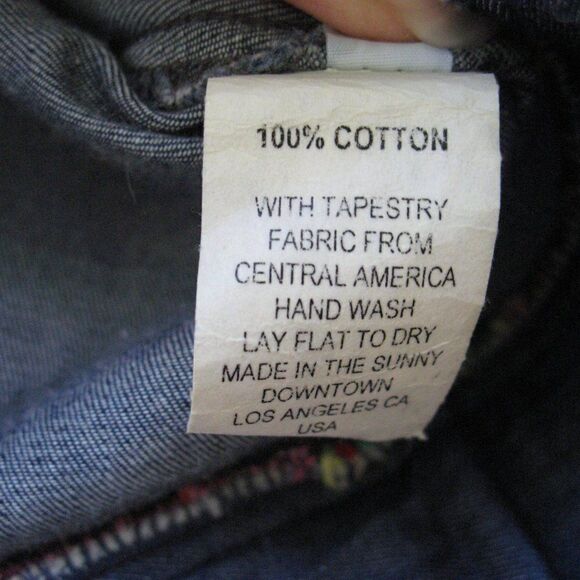 100% COTTON
WITH TAPESTRY
FABRIC FROM
CENTRAL AMERICA
HAND WASH
LAY FLAT TO DRY
MADE IN THE SUNNY
DOWNTOWN
LOS ANGELES CA
USA